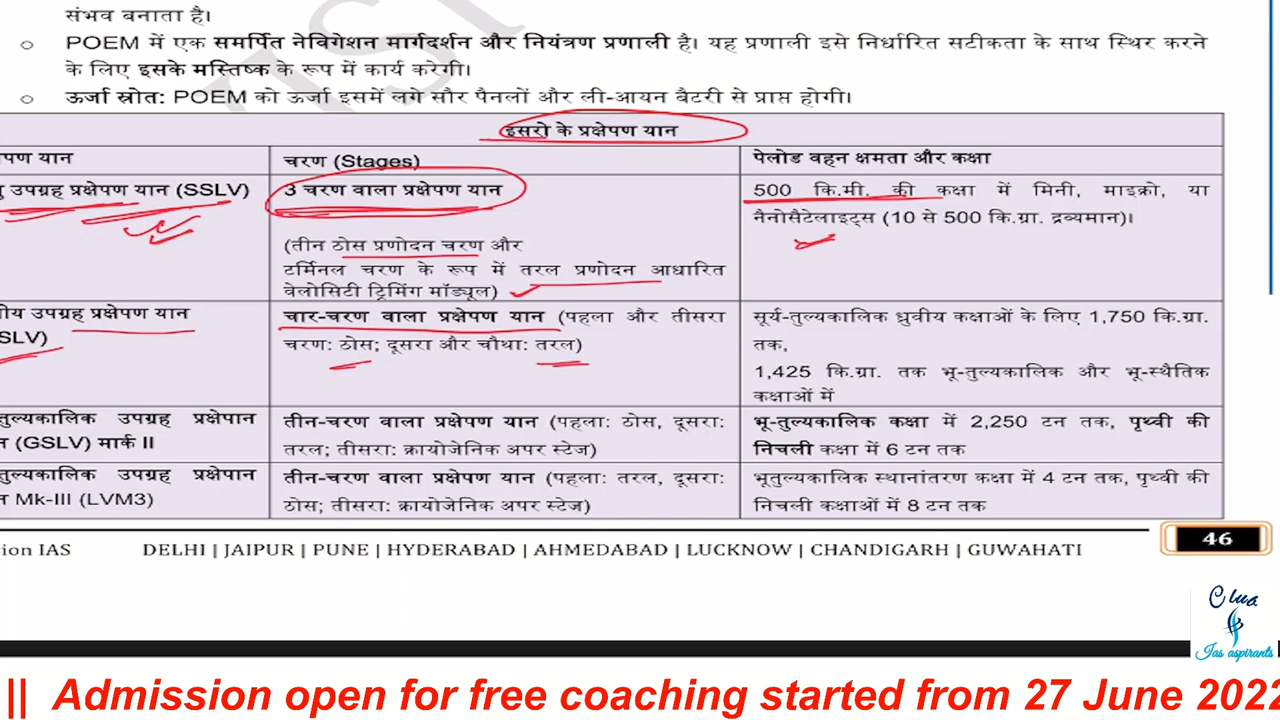 संभव बनाता है।
○ POEM में एक समर्पित नेविगेशन मार्गदर्शन और नियंत्रण प्रणाली है। यह प्रणाली इसे निर्धारित सटीकता के साथ स्थिर करने
के लिए इसके मस्तिष्क के रूप में कार्य करेगी।
○ ऊर्जा स्रोत: POEM को ऊर्जा इसमें लगे सौर पैनलों और ली-आयन बैटरी से प्राप्त होगी।
इसरो के प्रक्षेपण यान
यान
चरण (Stages)
पेलोड वहन क्षमता और कक्षा
उपग्रह प्रक्षेपण यान (SSLV)
3 चरण वाला प्रक्षेपण यान
(तीन ठोस प्रणोदन चरण और
टर्मिनल चरण के रूप में तरल प्रणोदन आधारित
वेलोसिटी ट्रिमिंग मॉड्यूल)
500 कि.मी. की कक्षा में मिनी, माइक्रो, या
नैनोसैटेलाइट्स (10 से 500 कि.ग्रा. द्रव्यमान)।
उपग्रह प्रक्षेपण यान
SLV)
चार-चरण वाला प्रक्षेपण यान (पहला और तीसरा
चरण: ठोस; दूसरा और चौथा: तरल)
सूर्य-तुल्यकालिक ध्रुवीय कक्षाओं के लिए 1,750 कि.ग्रा.
तक,
1,425 कि.ग्रा. तक भू-तुल्यकालिक और भू-स्थैतिक
कक्षाओं में
तुल्यकालिक उपग्रह प्रक्षेपान
(GSLV) मार्क II
तीन-चरण वाला प्रक्षेपण यान (पहला: ठोस, दूसरा:
तरल; तीसरा: क्रायोजेनिक अपर स्टेज)
भू-तुल्यकालिक कक्षा में 2,250 टन तक, पृथ्वी की
निचली कक्षा में 6 टन तक
तुल्यकालिक उपग्रह प्रक्षेपान
Mk-III (LVM3)
तीन-चरण वाला प्रक्षेपण यान (पहला: तरल, दूसरा:
ठोस; तीसरा: क्रायोजेनिक अपर स्टेज)
भूतुल्यकालिक स्थानांतरण कक्षा में 4 टन तक, पृथ्वी की
निचली कक्षाओं में 8 टन तक
sion IAS
DELHI | JAIPUR | PUNE | HYDERABAD | AHMEDABAD | LUCKNOW | CHANDIGARH | GUWAHATI
46
Ias aspirants
|| Admission open for free coaching started from 27 June 2022